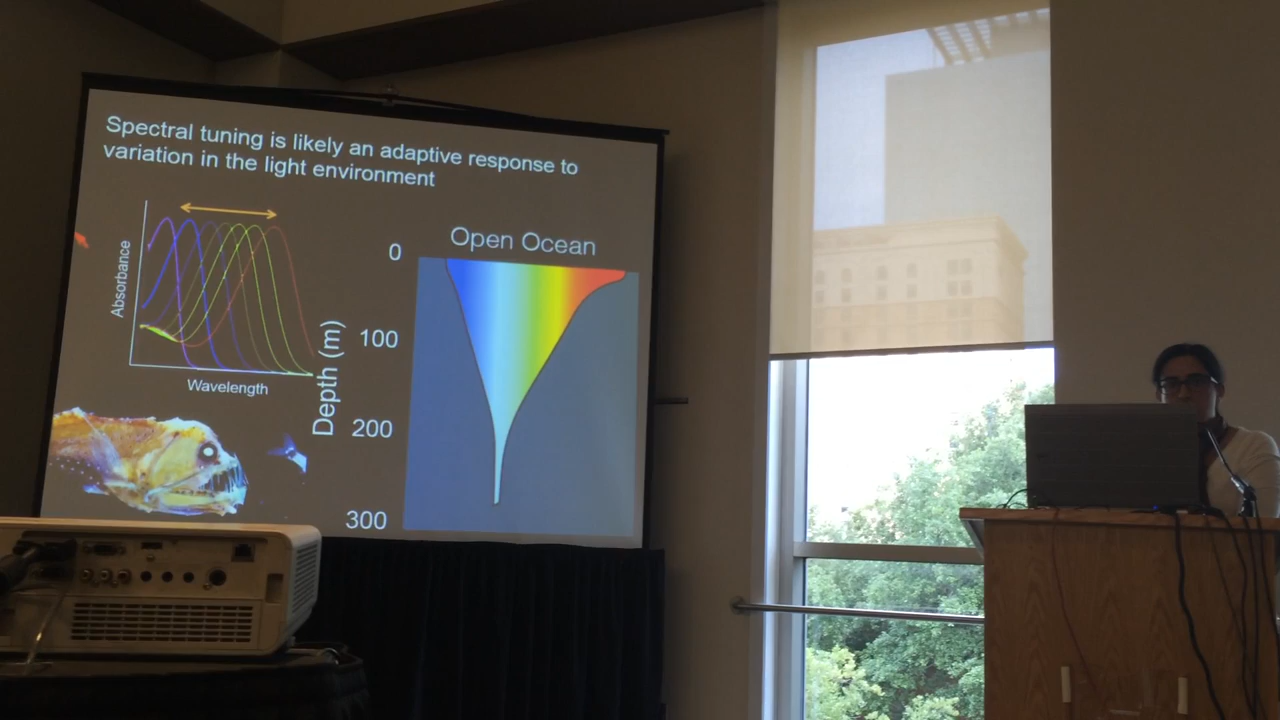 Spectral tuning is likely an adaptive response to
variation in the light environment
Absorbance
Wavelength
Open Ocean
Depth (m)
0
100
200
300